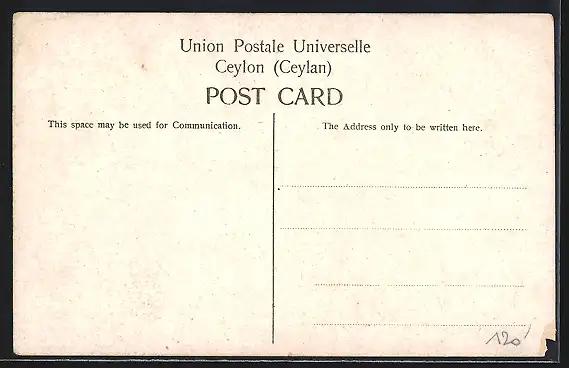 Union Postale Universelle
Ceylon (Ceylan)
POST CARD
This space may be used for Communication.
The Address only to be written here.
120